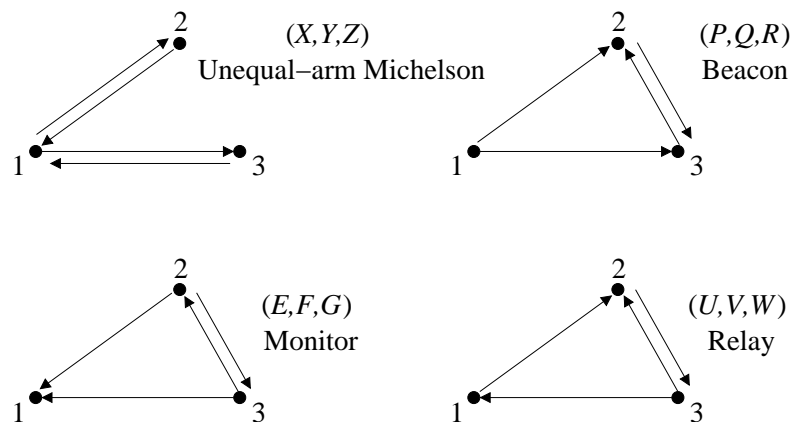 2
(X,Y,Z)
Unequal−arm Michelson
1
3
2
(P,Q,R)
Beacon
1
3
2
(E,F,G)
Monitor
1
3
2
(U,V,W)
Relay
1
3